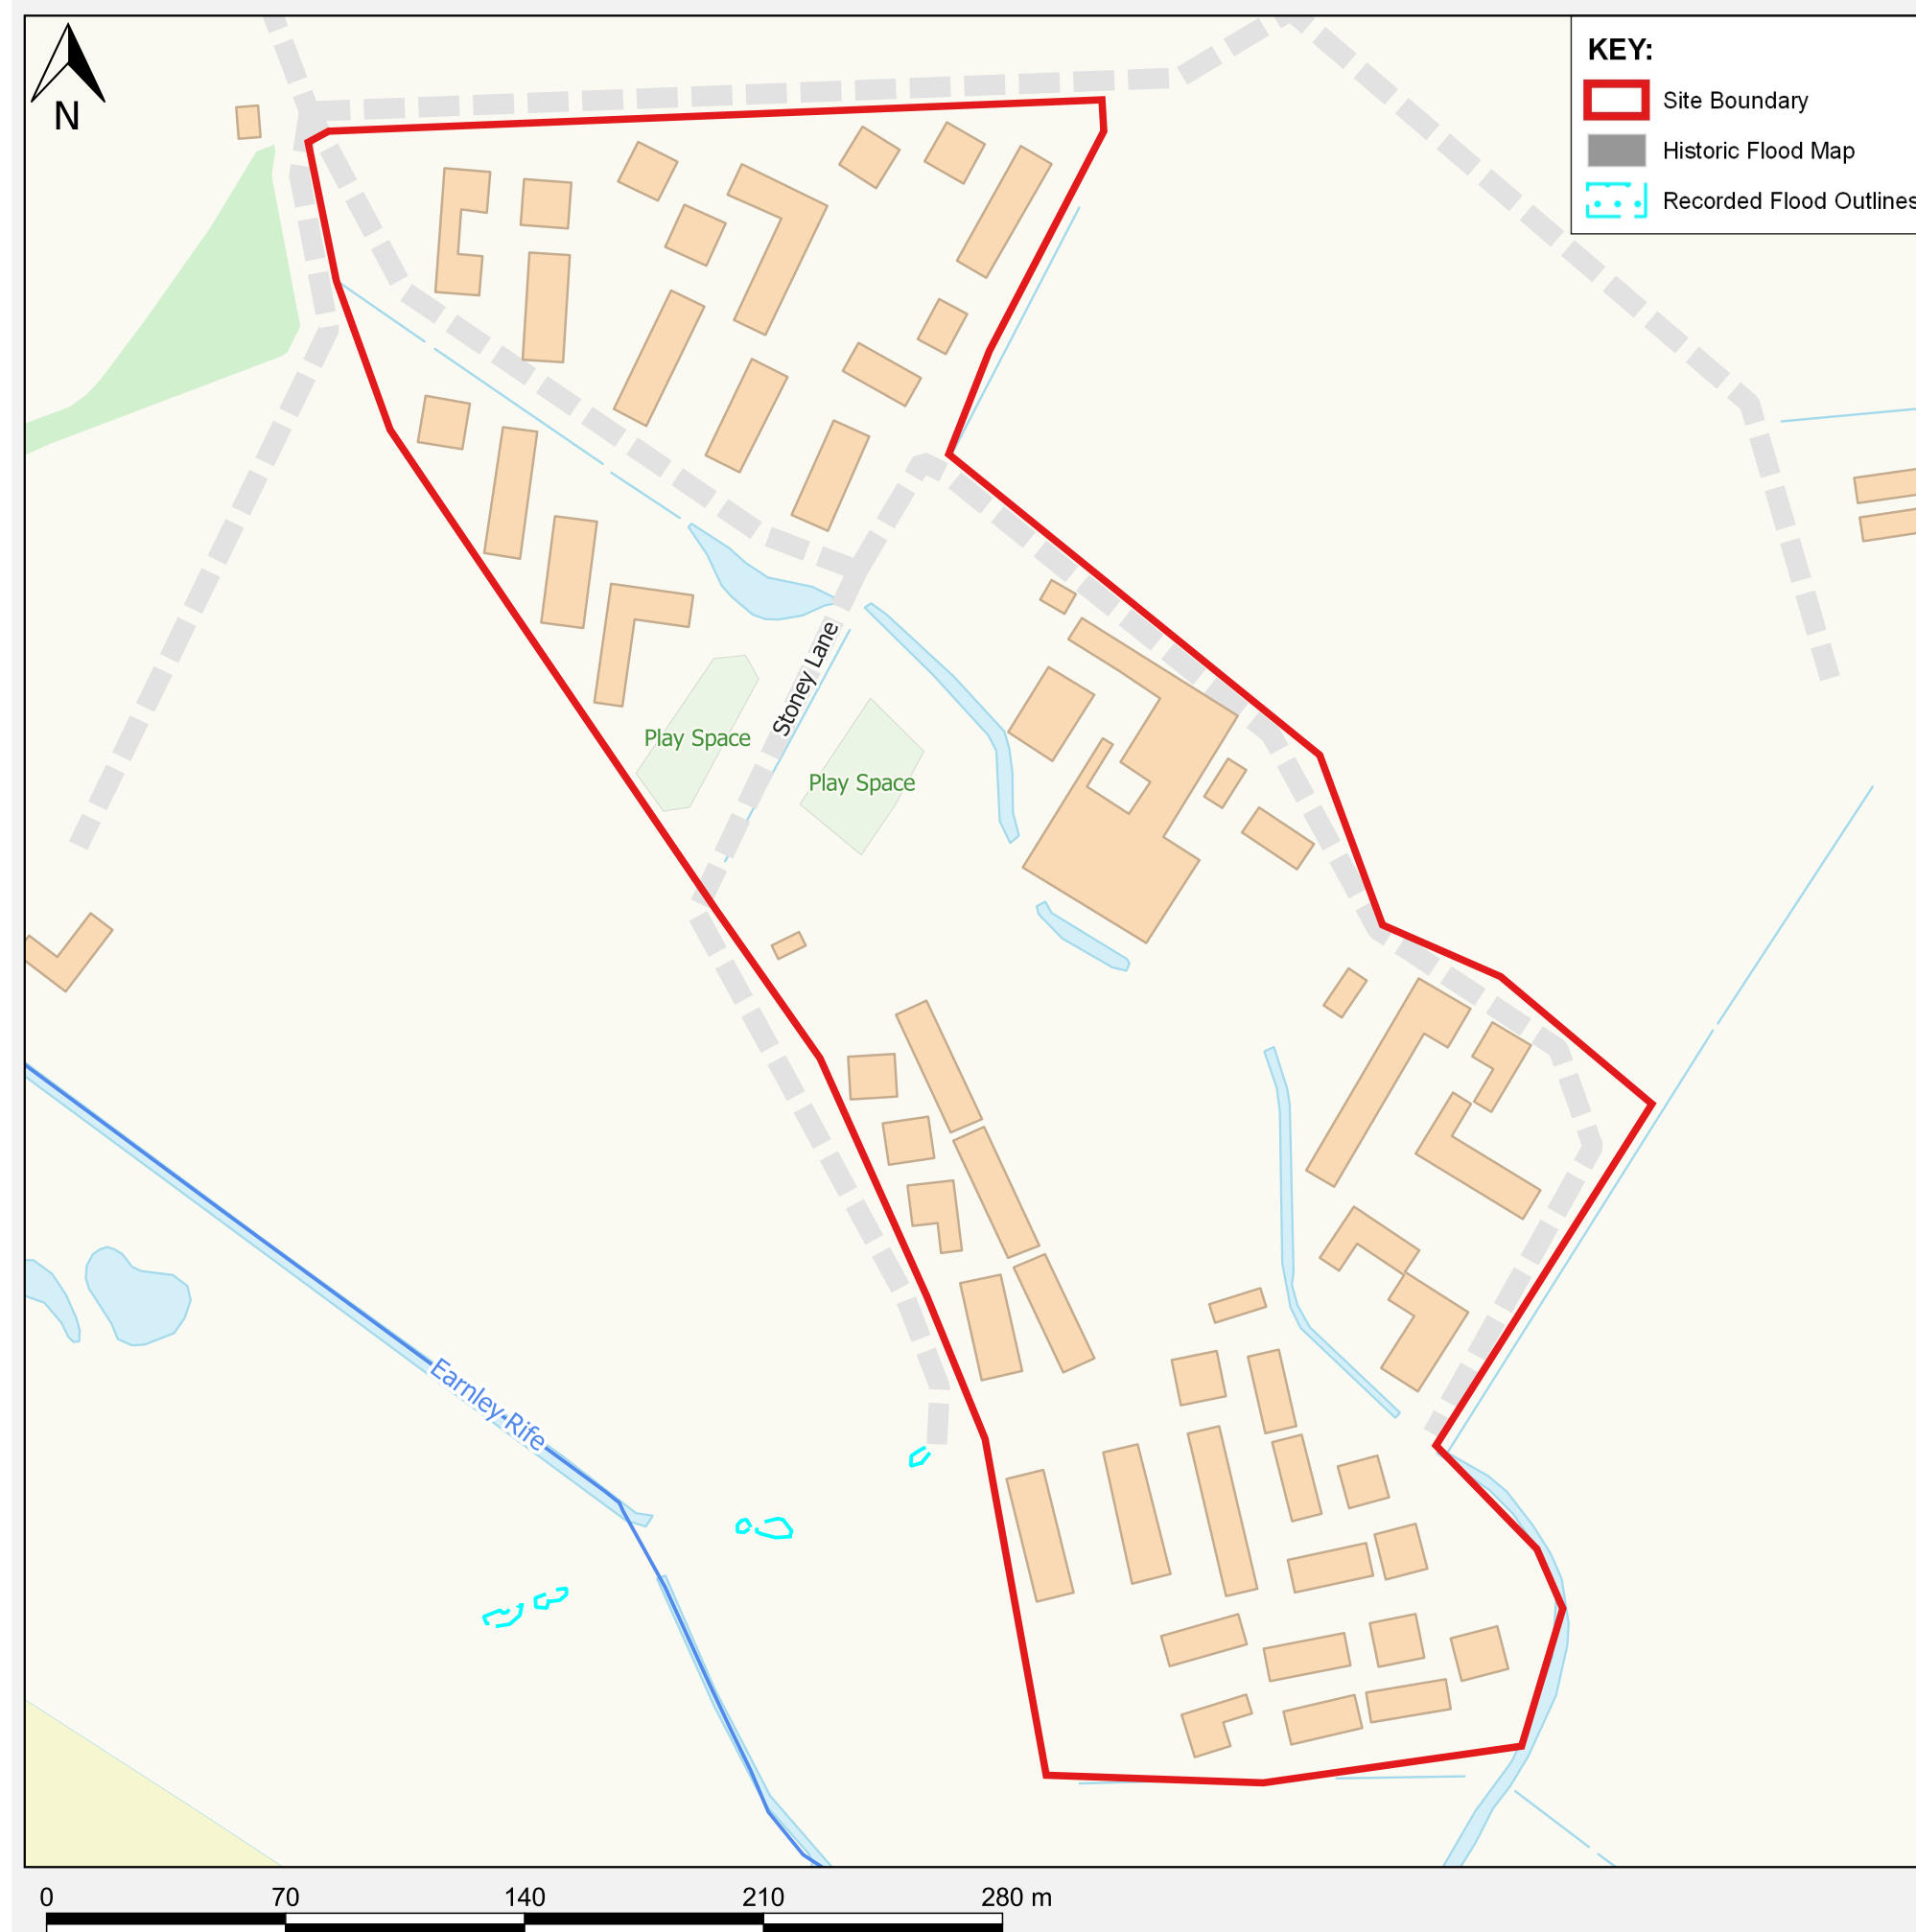 N
KEY:
Site Boundary
Historic Flood Map
Recorded Flood Outlines
Stoney Lane
Play Space
Play Space
Earnley Rife
0 70 140 210 280 m